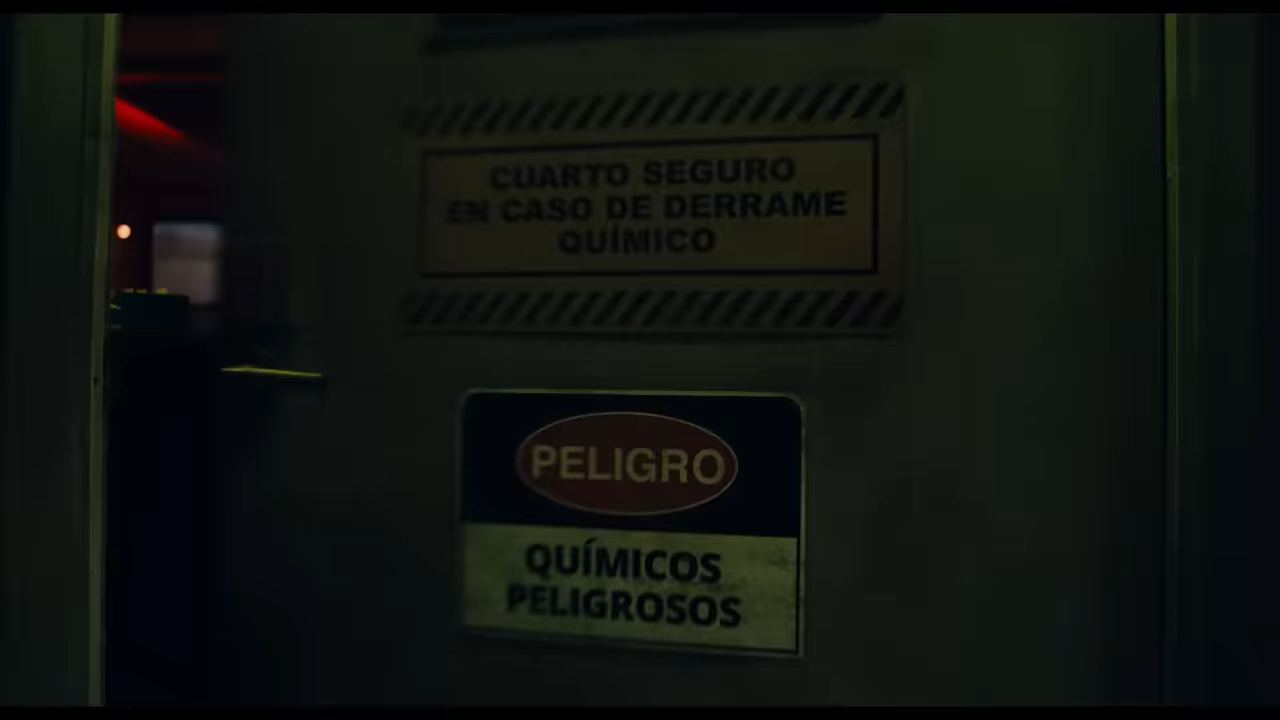 CUARTO SEGURO
EN CASO DE DERRAME
QUÍMICO
PELIGRO
QUÍMICOS
PELIGROSOS